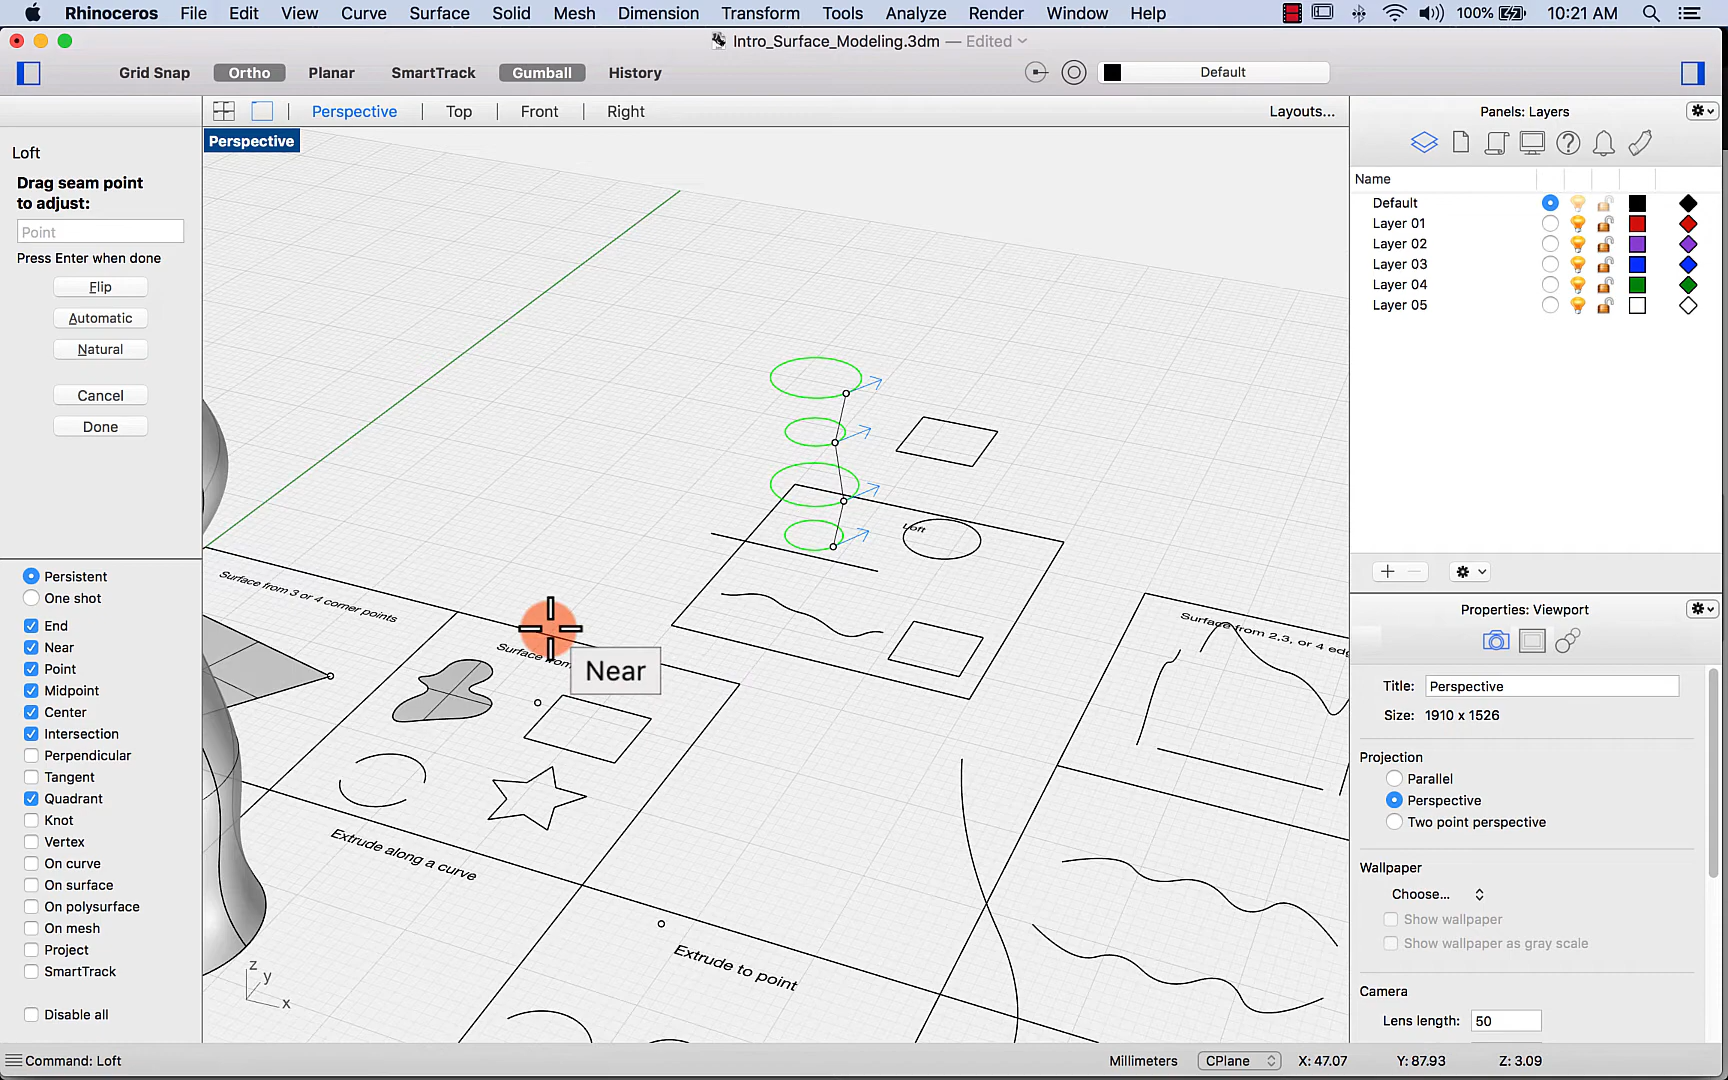 Rhinoceros File Edit View Curve Surface Solid Mesh Dimension Transform Tools Analyze Render Window Help 100% 10:21 AM
Intro_Surface_Modeling.3dm — Edited
Grid Snap Ortho Planar SmartTrack Gumball History Default
Perspective Top Front Right Layouts...
Perspective
Loft
Drag seam point
to adjust:
Point
Press Enter when done
Flip
Automatic
Natural
Cancel
Done
Persistent
One shot
End
Near
Point
Midpoint
Center
Intersection
Perpendicular
Tangent
Quadrant
Knot
Vertex
On curve
On surface
On polysurface
On mesh
Project
SmartTrack
Disable all
Loft
Surface from 3 or 4 corner points
Surface from
Near
Surface from 2,3, or 4 edg
Extrude along a curve
Extrude to point
z
y
x
Panels: Layers
Name
Default
Layer 01
Layer 02
Layer 03
Layer 04
Layer 05
Properties: Viewport
Title: Perspective
Size: 1910 x 1526
Projection
Parallel
Perspective
Two point perspective
Wallpaper
Choose...
Show wallpaper
Show wallpaper as gray scale
Camera
Lens length: 50
Command: Loft
Millimeters CPlane X: 47.07 Y: 87.93 Z: 3.09